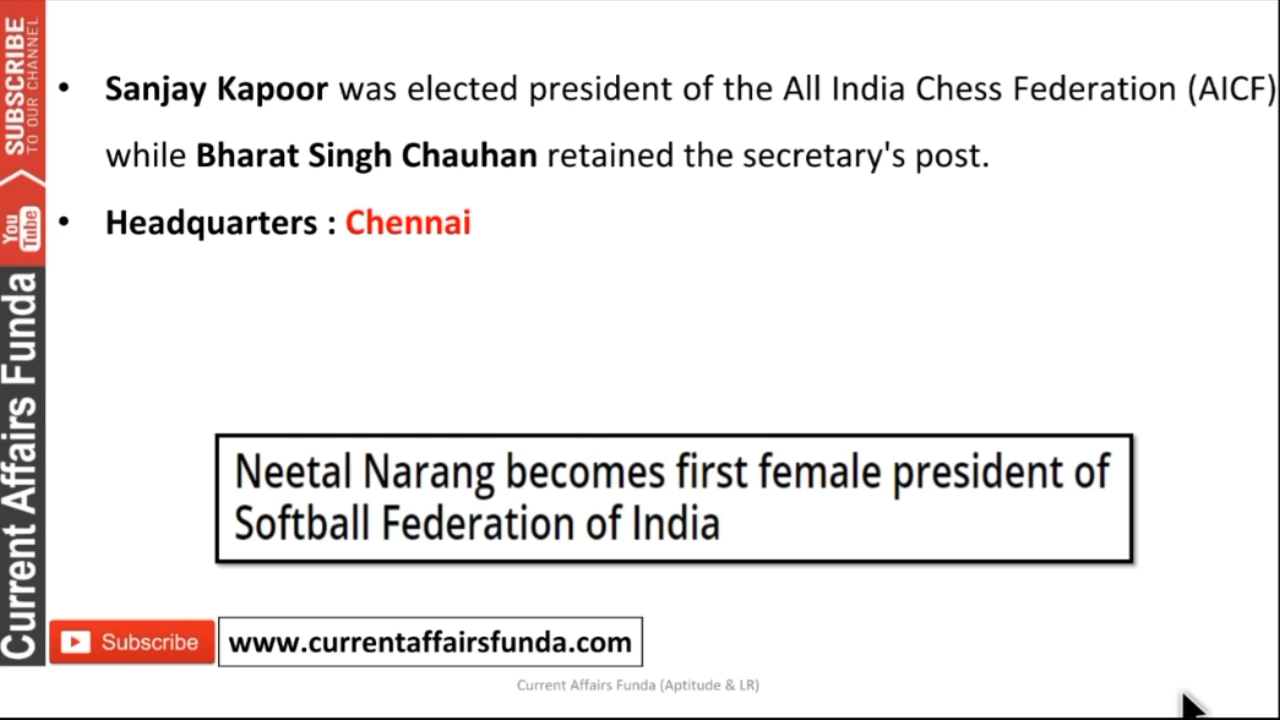 SUBSCRIBE
TO OUR CHANNEL
You Tube
Current Affairs Funda
• Sanjay Kapoor was elected president of the All India Chess Federation (AICF)
while Bharat Singh Chauhan retained the secretary's post.
• Headquarters : Chennai
Neetal Narang becomes first female president of
Softball Federation of India
Subscribe
www.currentaffairsfunda.com
Current Affairs Funda (Aptitude & LR)